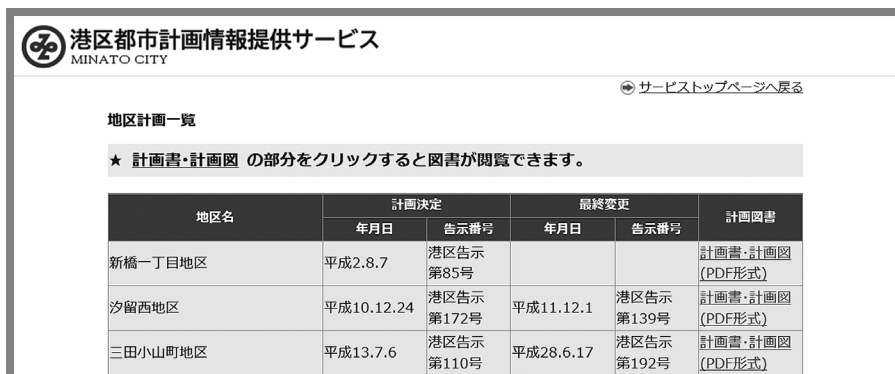 港区都市計画情報提供サービス
MINATO CITY
サービストップページへ戻る
地区計画一覧
★ 計画書・計画図 の部分をクリックすると図書が閲覧できます。
地区名 計画決定 最終変更 計画図書
年月日 告示番号 年月日 告示番号
新橋一丁目地区 平成2.8.7 港区告示 第85号 計画書・計画図 (PDF形式)
汐留西地区 平成10.12.24 港区告示 第172号 平成11.12.1 港区告示 第139号 計画書・計画図 (PDF形式)
三田小山町地区 平成13.7.6 港区告示 第110号 平成28.6.17 港区告示 第192号 計画書・計画図 (PDF形式)